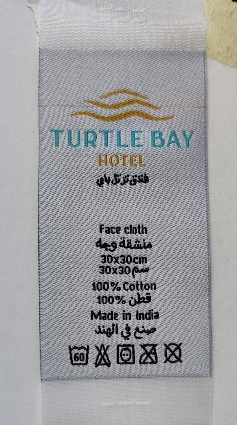 TURTLE BAY
HOTEL
فندق ترتل باي
Face cloth
منشفة وجه
30x30cm
30x30سم
100% Cotton
100% قطن
Made in India
صنع في الهند
60